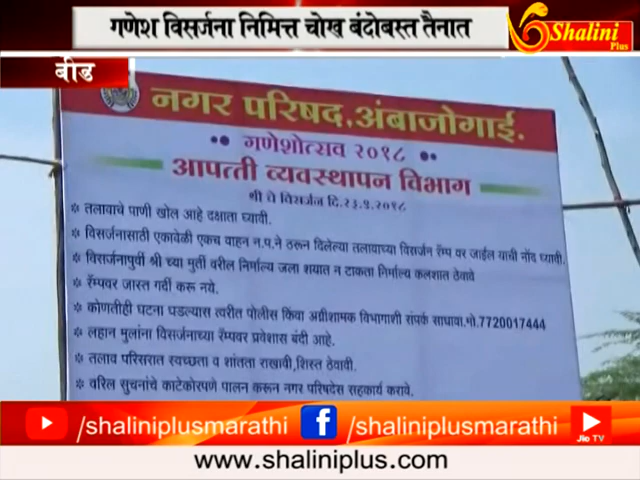 गणेश विसर्जना निमित्त चोख बंदोबस्त तैनात
Shalini
Plus
बीड
नगर परिषद,अंबाजोगाई.
गणेशोत्सव २०१८
आपत्ती व्यवस्थापन विभाग
श्री चे विसर्जन दि.२३.९.२०१८
* तलावाचे पाणी खोल आहे दक्षता घ्यावी.
* विसर्जनासाठी एकावेळी एकच वाहन न.प.ने ठरून दिलेल्या तलावाच्या विसर्जन रॅम्प वर जाईल याची नोंद घ्यावी.
* विसर्जनापुर्वी श्री च्या मुर्ती वरील निर्माल्य जला शयात न टाकता निर्माल्य कलशात ठेवावे
* रॅम्पवर जास्त गर्दी करू नये.
* कोणतीही घटना घडल्यास त्वरीत पोलीस किंवा अग्नीशामक विभागाशी संपर्क साधावा.मो.7720017444
* लहान मुलांना विसर्जनाच्या रॅम्पवर प्रवेशास बंदी आहे.
* तलाव परिसरात स्वच्छता व शांतता राखावी,शिस्त ठेवावी.
* वरिल सुचनांचे काटेकोरपणे पालन करून नगर परिषदेस सहकार्य करावे.
/shaliniplusmarathi f /shaliniplusmarathi
Jio TV
www.shaliniplus.com